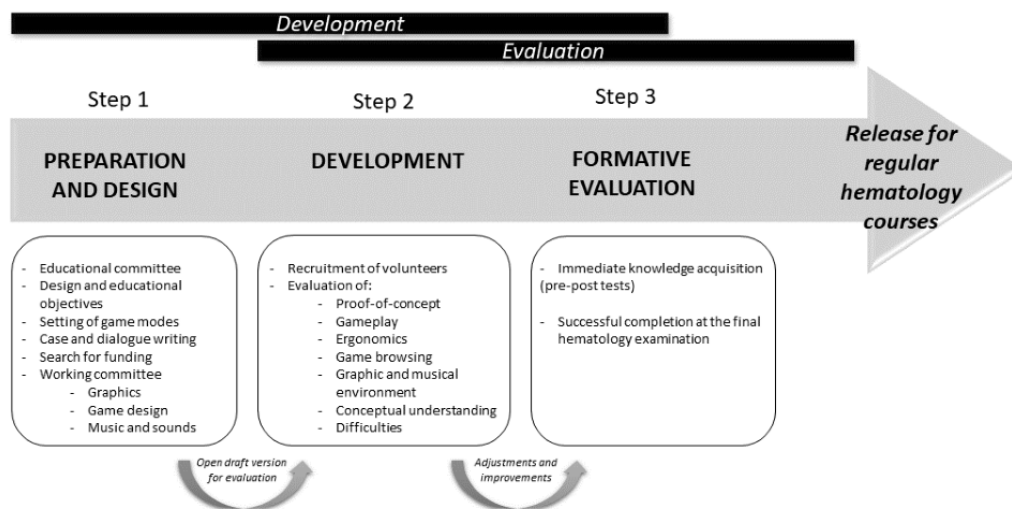 Development
Evaluation
Step 1
Step 2
Step 3
PREPARATION
AND DESIGN
DEVELOPMENT
FORMATIVE
EVALUATION
Release for
regular
hematology
courses
- Educational committee
- Design and educational
objectives
- Setting of game modes
- Case and dialogue writing
- Search for funding
- Working committee
- Graphics
- Game design
- Music and sounds
- Recruitment of volunteers
- Evaluation of:
- Proof-of-concept
- Gameplay
- Ergonomics
- Game browsing
- Graphic and musical
environment
- Conceptual understanding
- Difficulties
- Immediate knowledge acquisition
(pre-post tests)
- Successful completion at the final
hematology examination
Open draft version
for evaluation
Adjustments and
improvements